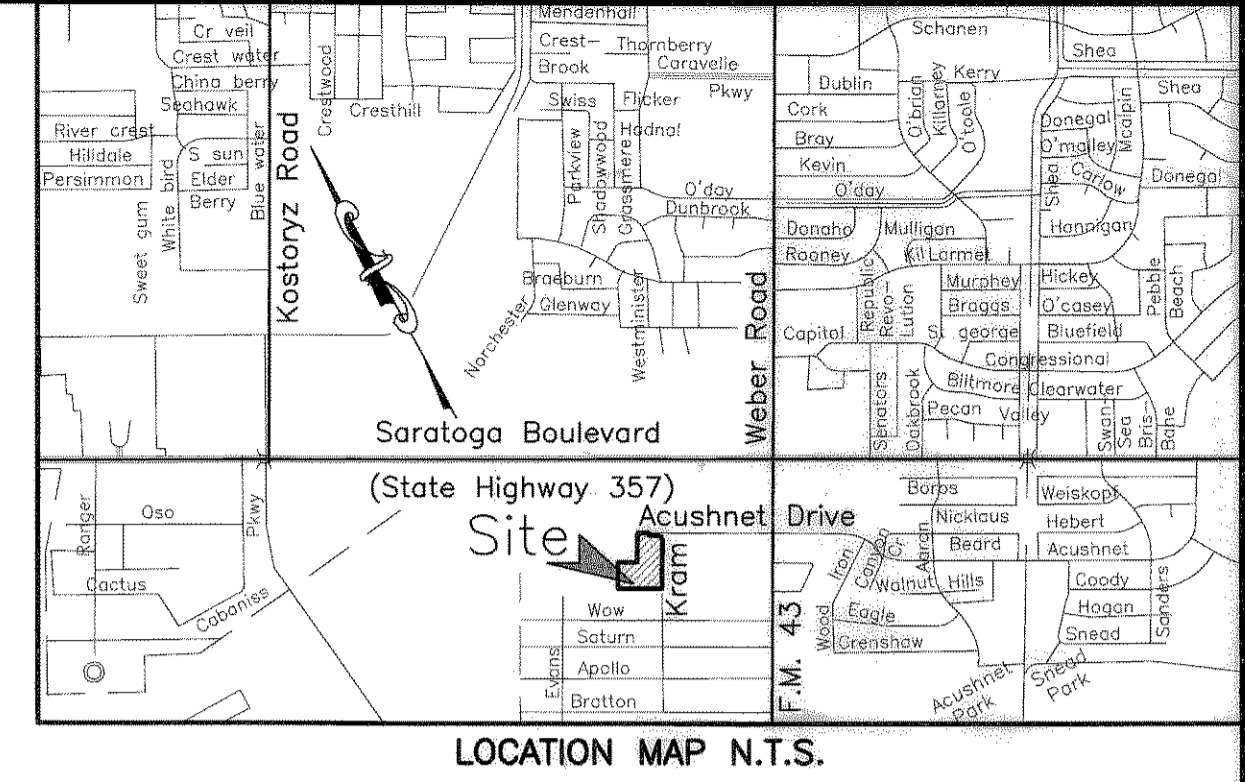 Cr veil
Crest water
China berry
Seahawk
River crest
Hilldale
S sun
Persimmon
Elder
Berry
Sweet gum
White bird
Blue water
Kostoryz Road
Crestwood
Cresthill
Mendenhall
Crest-
Brook
Thornberry
Caravelle
Pkwy
Swiss
Flicker
Hadnal
Parkview
Shadowwood
Grassmere
O'day
Dunbrook
Braeburn
Glenway
Norchester
Westminister
Weber Road
Saratoga Boulevard
Schanen
Shea
Dublin
Kerry
Shea
Cork
O'brian
Killarney
O'toole
Donegal
Mcalpin
Bray
O'malley
Kevin
Carlow
Donegal
O'day
Shea
Donaho
Mulligan
Hannigan
Rooney
Kil Larmet
Murphey
Hickey
Pebble
Beach
Republic
Revo-
Lution
Braggs
O'casey
Capitol
St george
Bluefield
Congressional
Biltmore
Clearwater
Senators
Oakbrook
Pecan
Valley
Swan-
Sea
Bris-
Bane
(State Highway 357)
Site
Acushnet Drive
Kram
Ranger
Oso
Pkwy
Cactus
Cabaniss
Wow
Saturn
Evans
Apollo
Bratton
F.M. 43
Boros
Weiskopf
Nicklaus
Hebert
Iron
Canyon
Cr
Aaron
Beard
Acushnet
Walnut Hills
Coody
Wood
Eagle
Hogan
Sanders
Crenshaw
Snead
Acushnet
Park
Snead
Park
LOCATION MAP N.T.S.